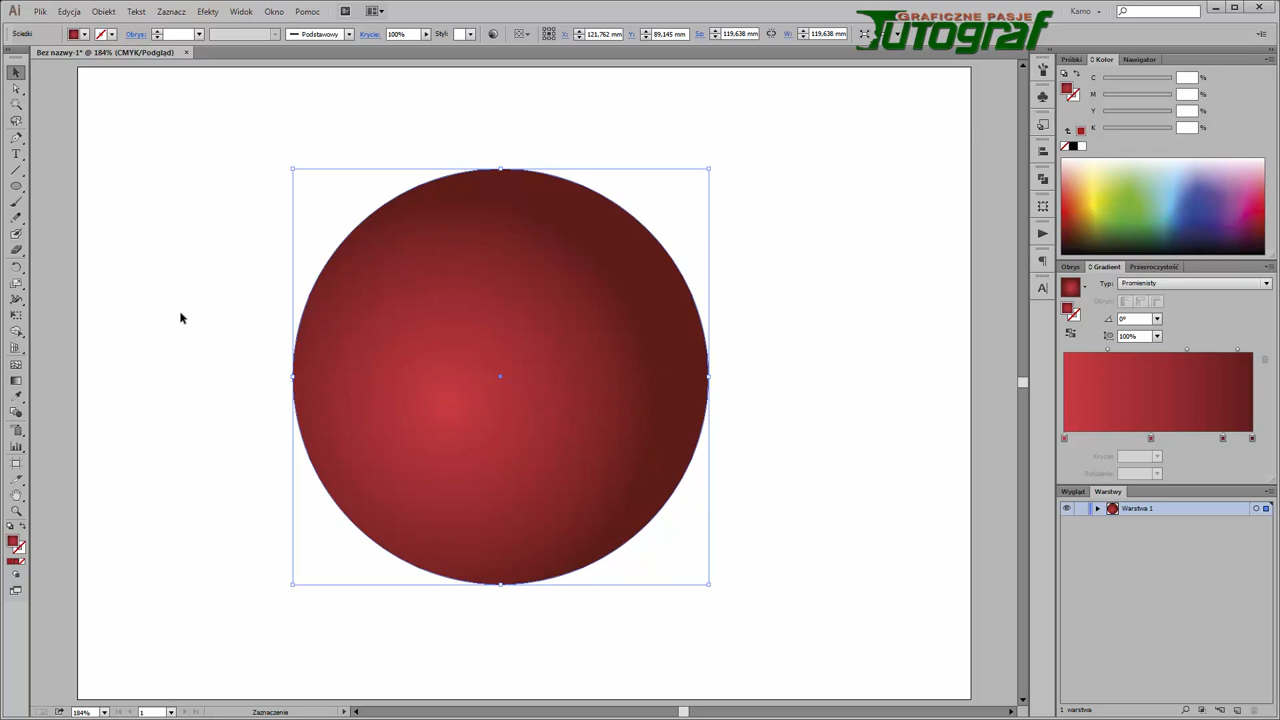 Ai Plik Edycja Obiekt Tekst Zaznacz Efekty Widok Okno Pomoc
GRAFICZNE PASJE
Tutograf
Kamo
Ścieżki Obrys: Podstawowy Krycie: 100% Styl: X: 121,762 mm Y: 89,145 mm Sz: 119,638 mm W: 119,638 mm
Bez nazwy-1* @ 184% (CMYK/Podgląd) ×
Próbki Kolor Nawigator
C %
M %
Y %
K %
Obrys Gradient Przezroczystość
Typ: Promienisty
Obrys:
0°
100%
Krycie:
Położenie:
Wygląd Warstwy
Warstwa 1
1 warstwa
184% 1 Zaznaczenie